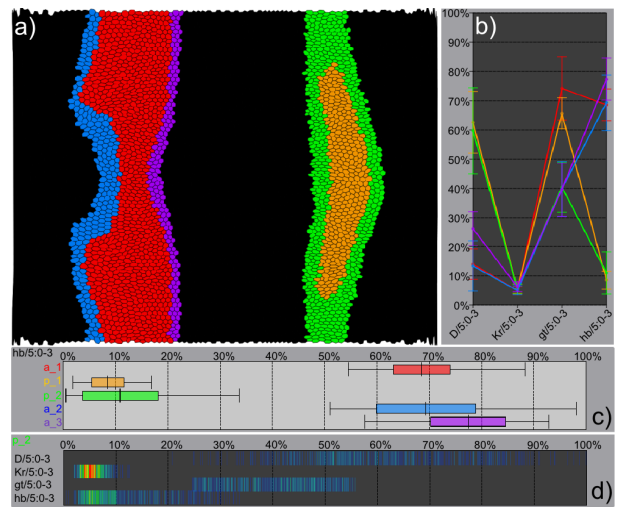 a)
b)
100%
90%
80%
70%
60%
50%
40%
30%
20%
10%
0%
D/5:0-3
Kr/5:0-3
gt/5:0-3
hb/5:0-3
hb/5:0-3 0% 10% 20% 30% 40% 50% 60% 70% 80% 90% 100%
a_1
p_1
p_2
a_2
a_3
c)
p_2 0% 10% 20% 30% 40% 50% 60% 70% 80% 90% 100%
D/5:0-3
Kr/5:0-3
gt/5:0-3
hb/5:0-3
d)